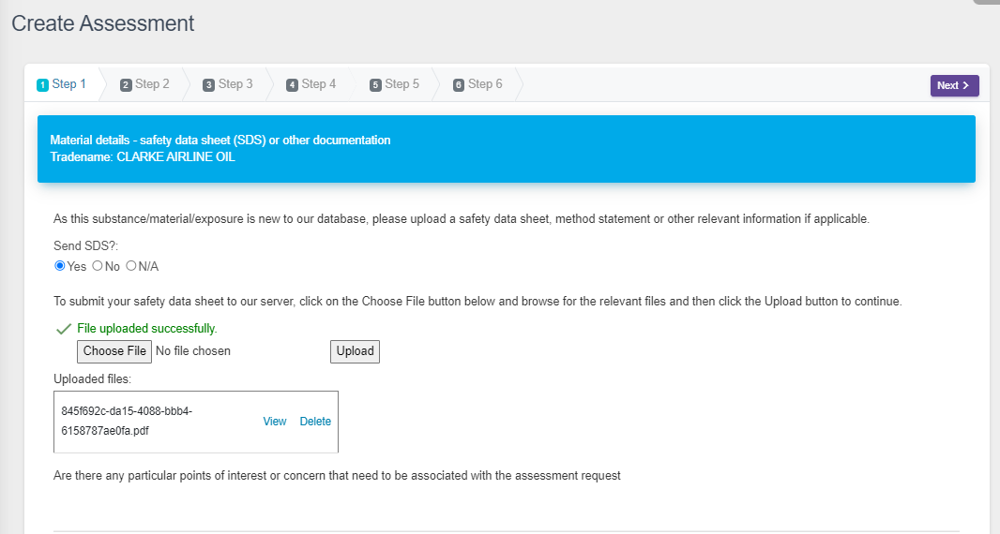 Create Assessment
1 Step 1 2 Step 2 3 Step 3 4 Step 4 5 Step 5 6 Step 6 Next
Material details - safety data sheet (SDS) or other documentation
Tradename: CLARKE AIRLINE OIL
As this substance/material/exposure is new to our database, please upload a safety data sheet, method statement or other relevant information if applicable.
Send SDS?:
Yes No N/A
To submit your safety data sheet to our server, click on the Choose File button below and browse for the relevant files and then click the Upload button to continue.
File uploaded successfully.
Choose File No file chosen Upload
Uploaded files:
845f692c-da15-4088-bbb4-
6158787ae0fa.pdf
View Delete
Are there any particular points of interest or concern that need to be associated with the assessment request